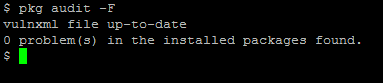 $ pkg audit -F
vulnxml file up-to-date
0 problem(s) in the installed packages found.
$